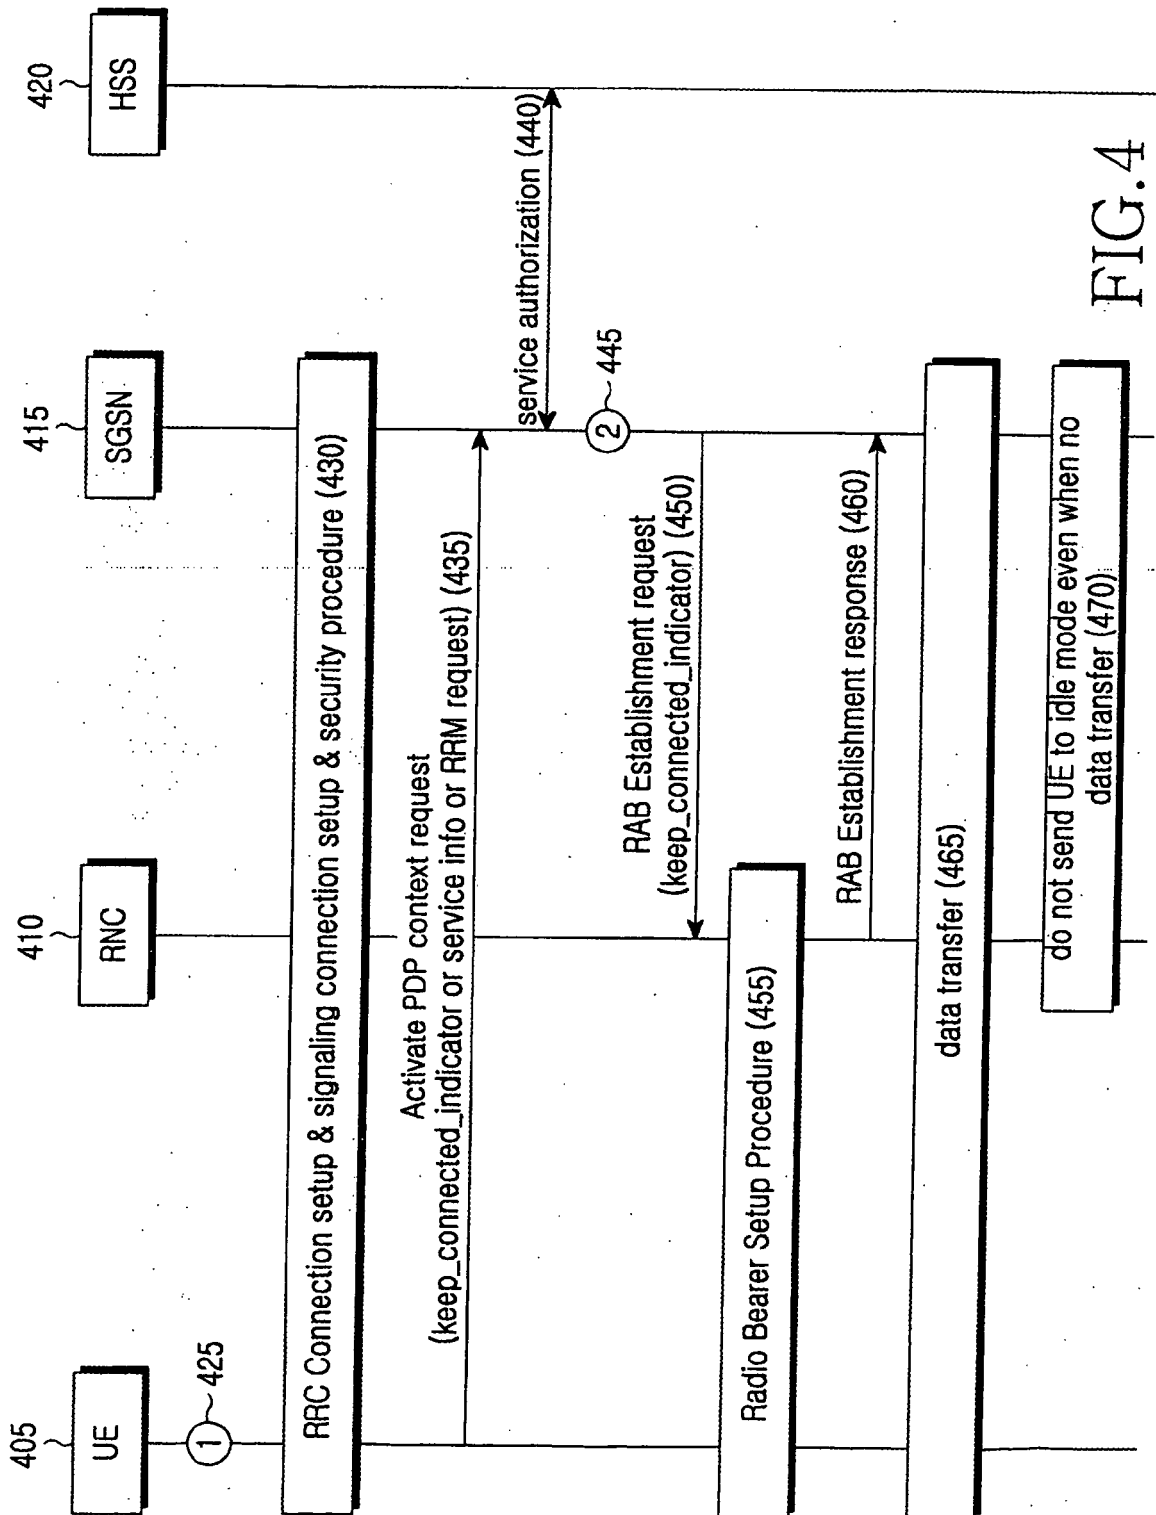 405
UE
410
RNC
415
SGSN
420
HSS
1
425
RRC Connection setup & signaling connection setup & security procedure (430)
Activate PDP context request
(keep_connected_indicator or service info or RRM request) (435)
service authorization (440)
2
445
RAB Establishment request
(keep_connected_indicator) (450)
Radio Bearer Setup Procedure (455)
RAB Establishment response (460)
data transfer (465)
do not send UE to idle mode even when no
data transfer (470)
FIG.4